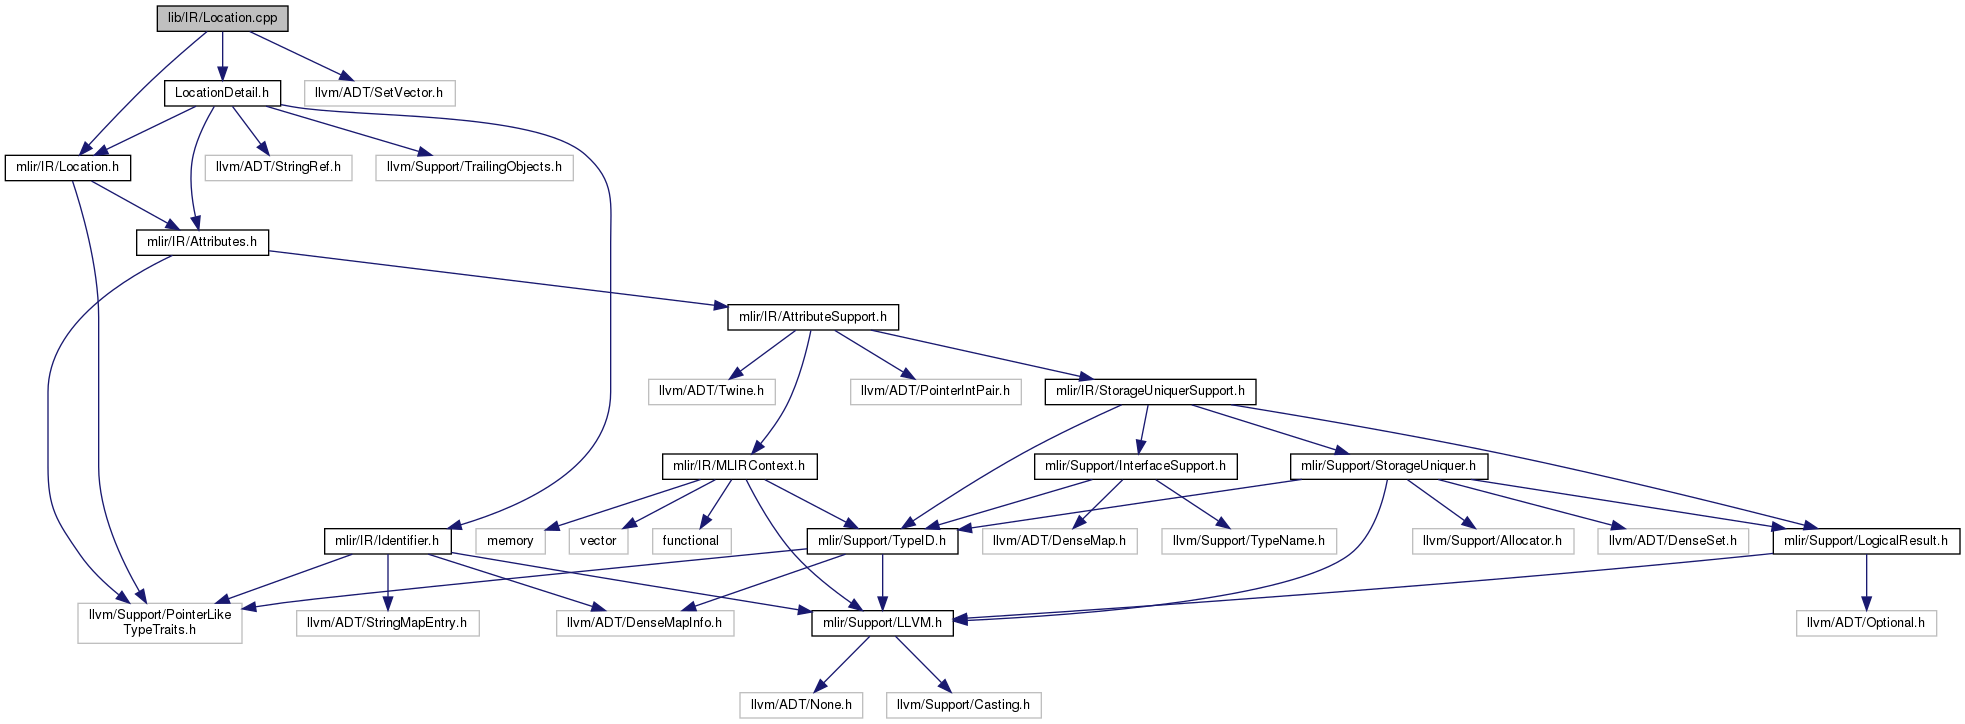 lib/IR/Location.cpp
LocationDetail.h
llvm/ADT/SetVector.h
mlir/IR/Location.h
llvm/ADT/StringRef.h
llvm/Support/TrailingObjects.h
mlir/IR/Attributes.h
mlir/IR/AttributeSupport.h
llvm/ADT/Twine.h
llvm/ADT/PointerIntPair.h
mlir/IR/StorageUniquerSupport.h
mlir/IR/MLIRContext.h
mlir/Support/InterfaceSupport.h
mlir/Support/StorageUniquer.h
mlir/IR/Identifier.h
memory
vector
functional
mlir/Support/TypeID.h
llvm/ADT/DenseMap.h
llvm/Support/TypeName.h
llvm/Support/Allocator.h
llvm/ADT/DenseSet.h
mlir/Support/LogicalResult.h
llvm/Support/PointerLike
TypeTraits.h
llvm/ADT/StringMapEntry.h
llvm/ADT/DenseMapInfo.h
mlir/Support/LLVM.h
llvm/ADT/Optional.h
llvm/ADT/None.h
llvm/Support/Casting.h